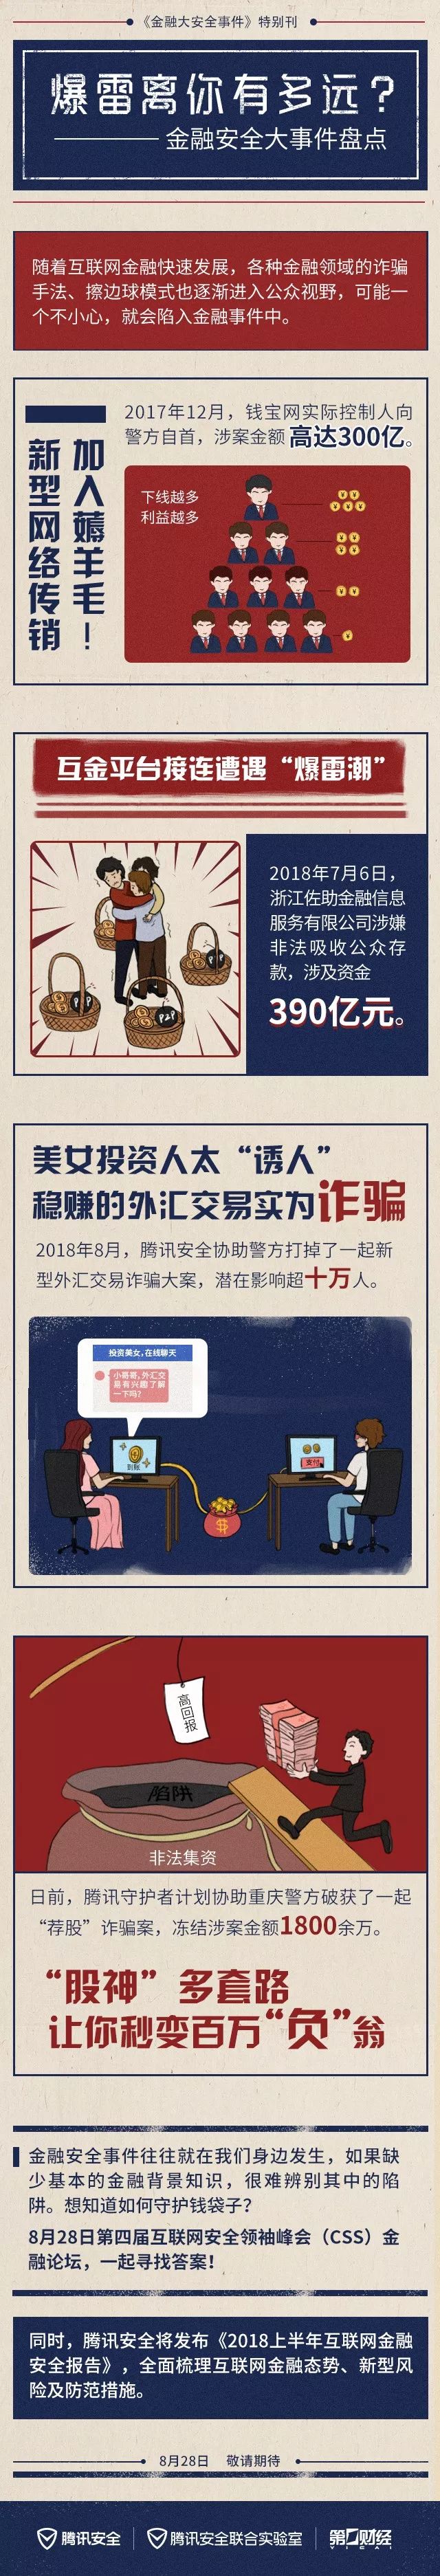 《金融大安全事件》特别刊
爆雷离你有多远？
金融安全大事件盘点
随着互联网金融快速发展，各种金融领域的诈骗
手法、擦边球模式也逐渐进入公众视野，可能一
个不小心，就会陷入金融事件中。
加入薅羊毛！
新型网络传销
2017年12月，钱宝网实际控制人向
警方自首，涉案金额高达300亿。
下线越多
利益越多
互金平台接连遭遇“爆雷潮”
P2P
P2P
P2P
P2P
2018年7月6日，
浙江佐助金融信息
服务有限公司涉嫌
非法吸收公众存
款，涉及资金
390亿元。
美女投资人太“诱人”
稳赚的外汇交易实为诈骗
2018年8月，腾讯安全协助警方打掉了一起新
型外汇交易诈骗大案，潜在影响超十万人。
投资美女，在线聊天
小哥哥，外汇交
易有兴趣了解
一下吗？
到账
支付
高回报
陷阱
非法集资
日前，腾讯守护者计划协助重庆警方破获了一起
“荐股”诈骗案，冻结涉案金额1800余万。
“股神”多套路
让你秒变百万“负”翁
金融安全事件往往就在我们身边发生，如果缺
少基本的金融背景知识，很难辨别其中的陷
阱。想知道如何守护钱袋子？
8月28日第四届互联网安全领袖峰会（CSS）金
融论坛，一起寻找答案！
同时，腾讯安全将发布《2018上半年互联网金融
安全报告》，全面梳理互联网金融态势、新型风
险及防范措施。
8月28日 敬请期待
腾讯安全 腾讯安全联合实验室 第一财经
YICAI